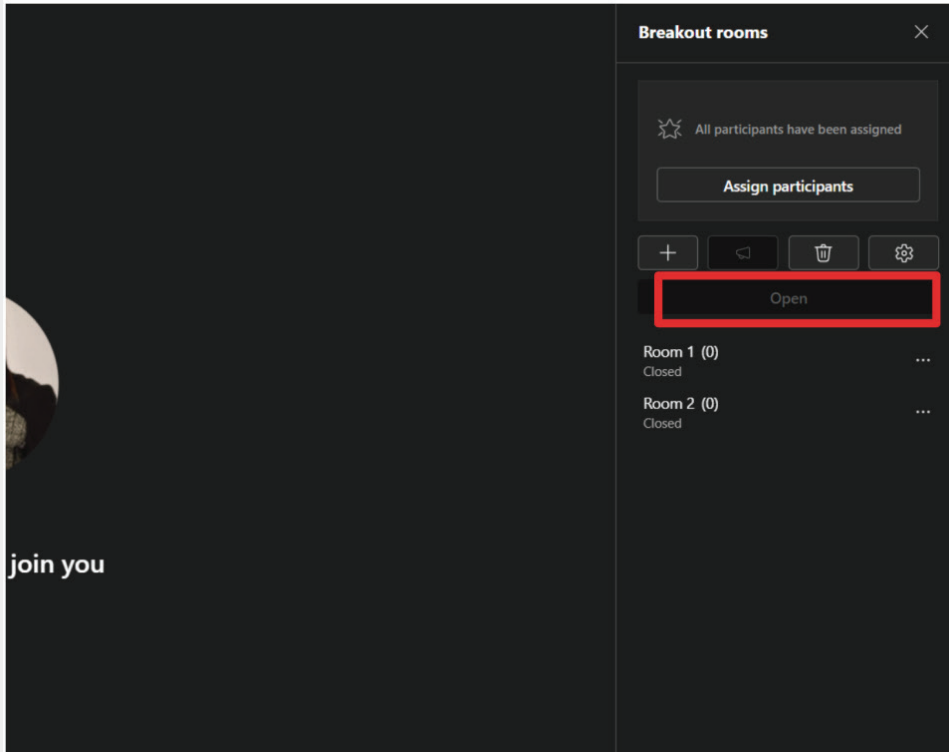 Breakout rooms
All participants have been assigned
Assign participants
Open
Room 1 (0)
Closed
Room 2 (0)
Closed
join you